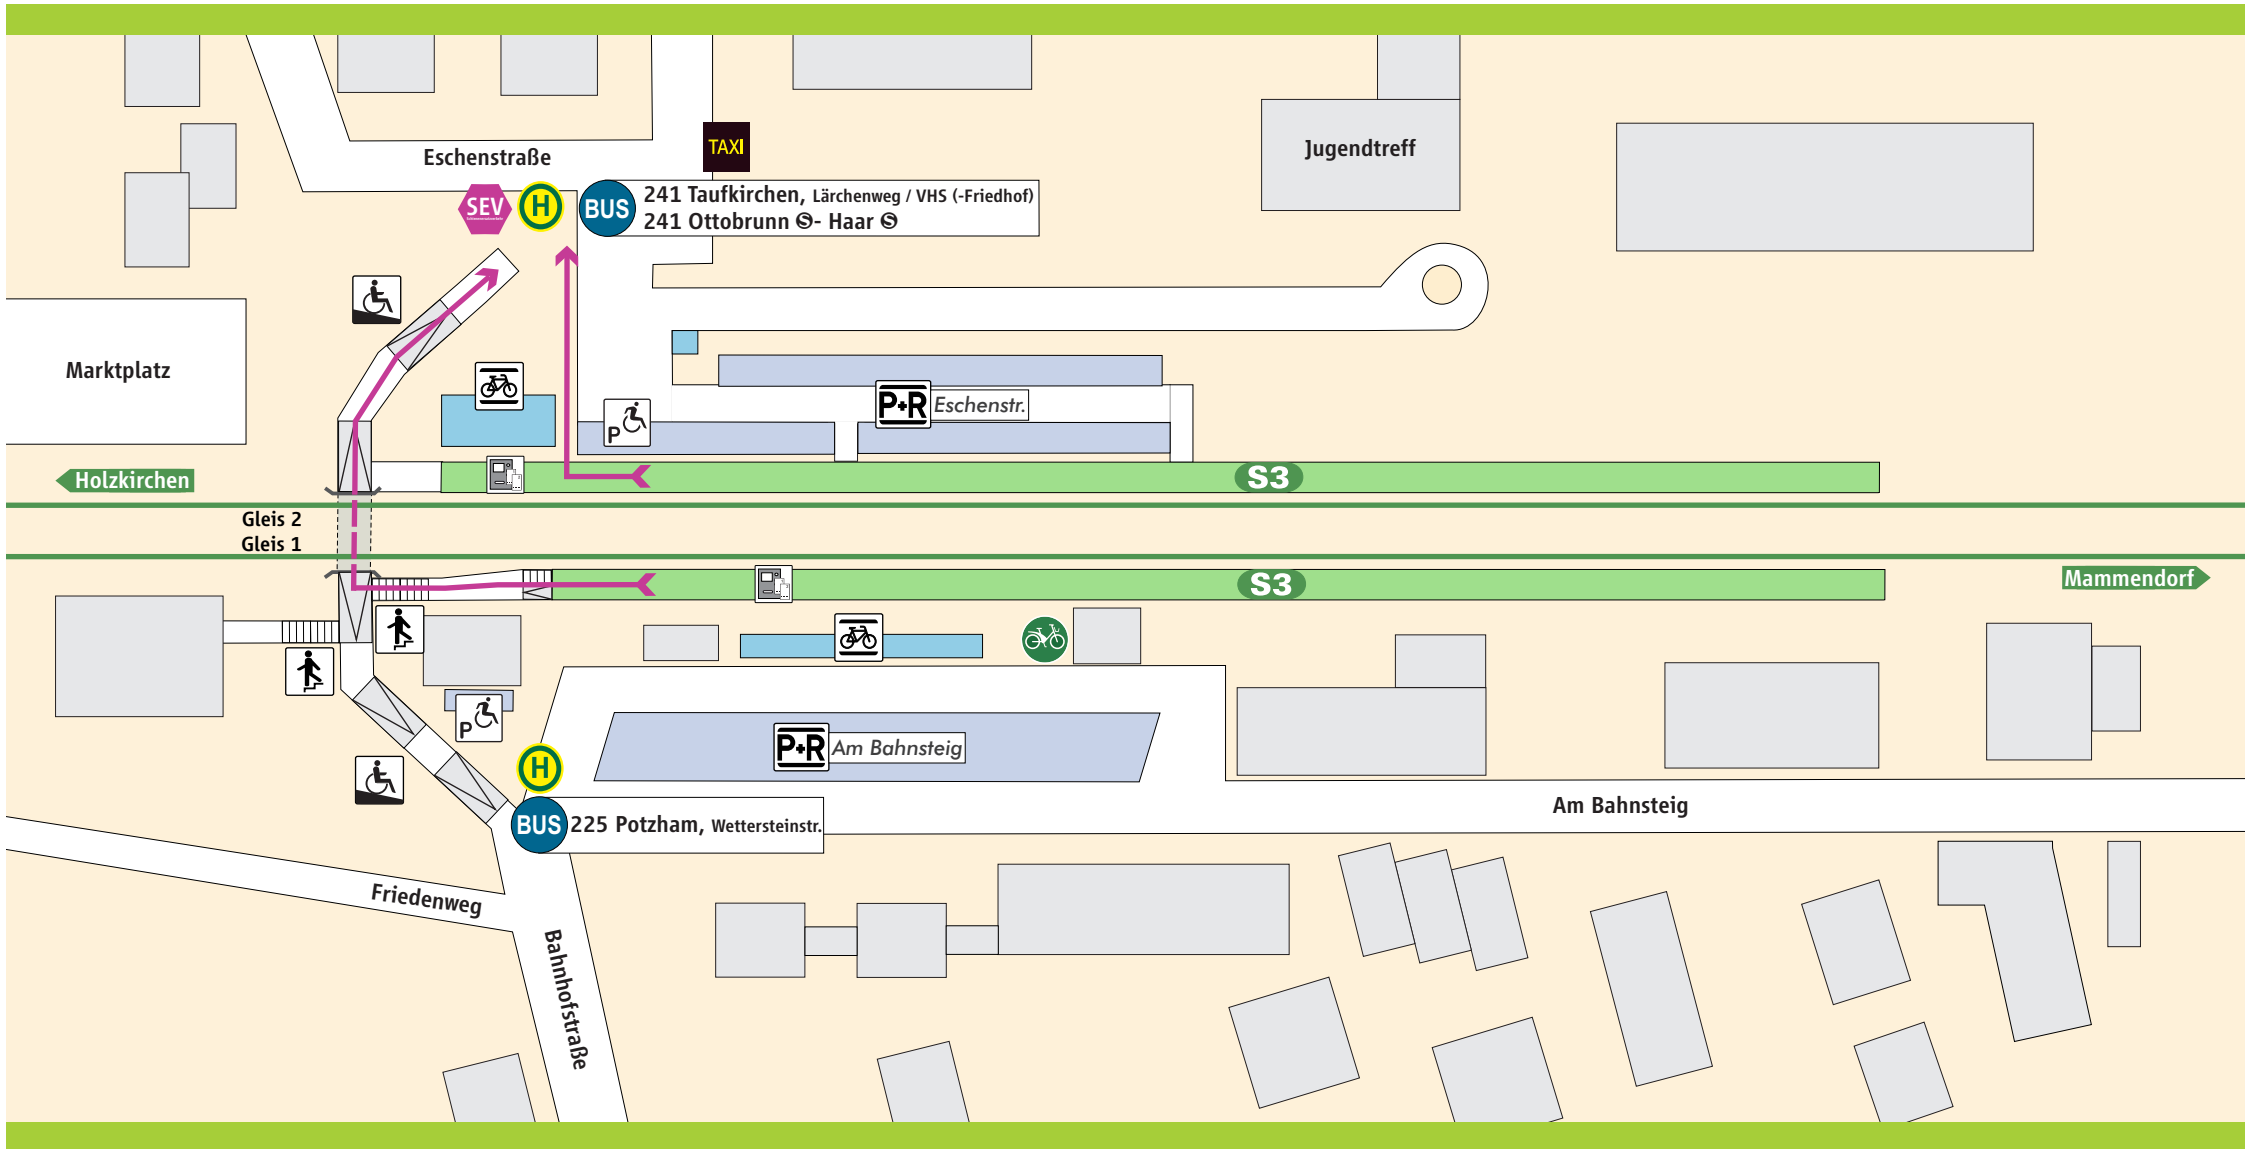 Eschenstraße
TAXI
Jugendtreff
SEV
H
BUS
241 Taufkirchen, Lärchenweg / VHS (-Friedhof)
241 Ottobrunn S- Haar S
Marktplatz
P+R Eschenstr.
P
Holzkirchen
S3
Gleis 2
Gleis 1
S3
Mammendorf
P
P+R Am Bahnsteig
H
BUS
225 Potzham, Wettersteinstr.
Am Bahnsteig
Friedenweg
Bahnhofstraße